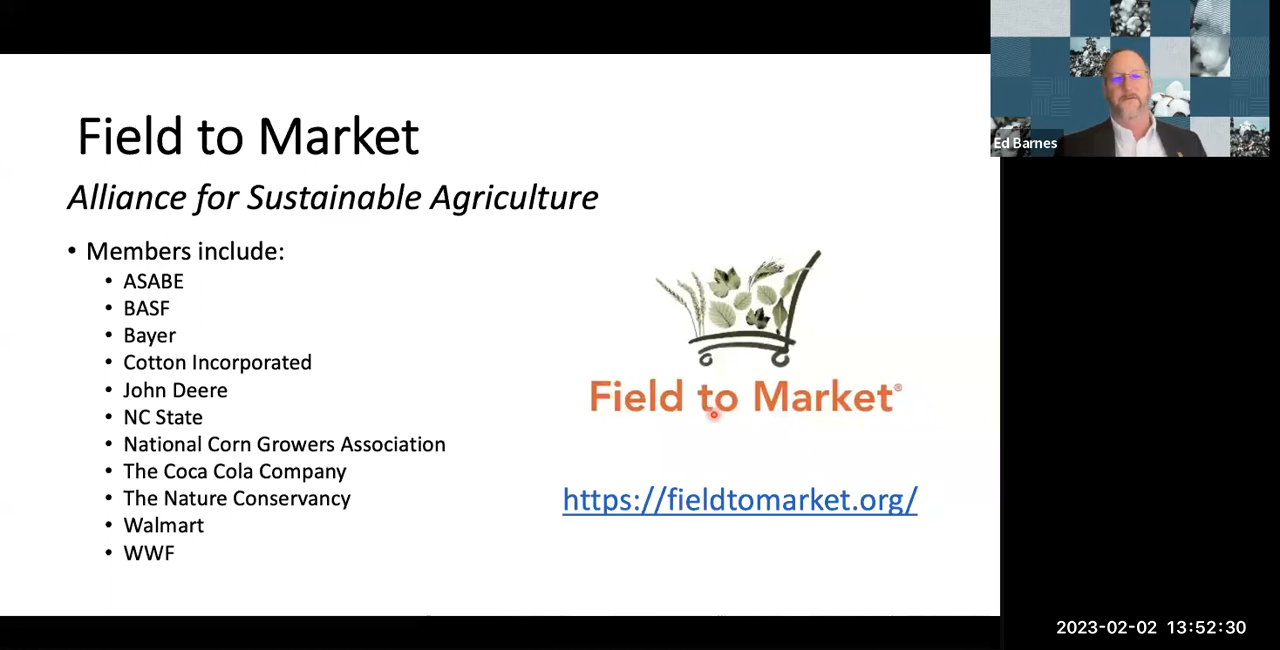 Field to Market
Alliance for Sustainable Agriculture
• Members include:
• ASABE
• BASF
• Bayer
• Cotton Incorporated
• John Deere
• NC State
• National Corn Growers Association
• The Coca Cola Company
• The Nature Conservancy
• Walmart
• WWF
Field to Market®
https://fieldtomarket.org/
Ed Barnes
2023-02-02 13:52:30